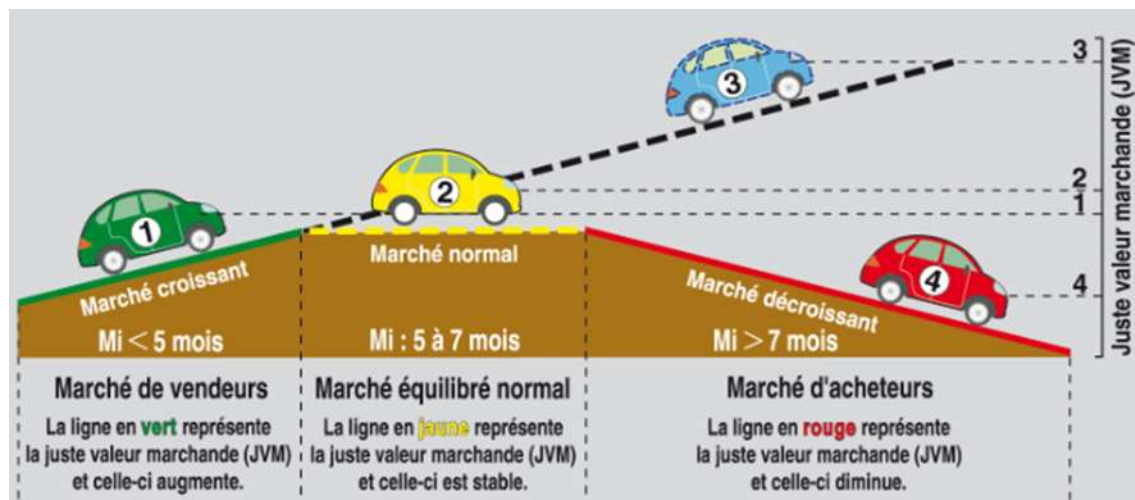 1
2
3
4
Marché croissant
Marché normal
Marché décroissant
Mi < 5 mois
Mi : 5 à 7 mois
Mi > 7 mois
3
2
1
4
Juste valeur marchande (JVM)
Marché de vendeurs
La ligne en vert représente
la juste valeur marchande (JVM)
et celle-ci augmente.
Marché équilibré normal
La ligne en jaune représente
la juste valeur marchande (JVM)
et celle-ci est stable.
Marché d'acheteurs
La ligne en rouge représente
la juste valeur marchande (JVM)
et celle-ci diminue.